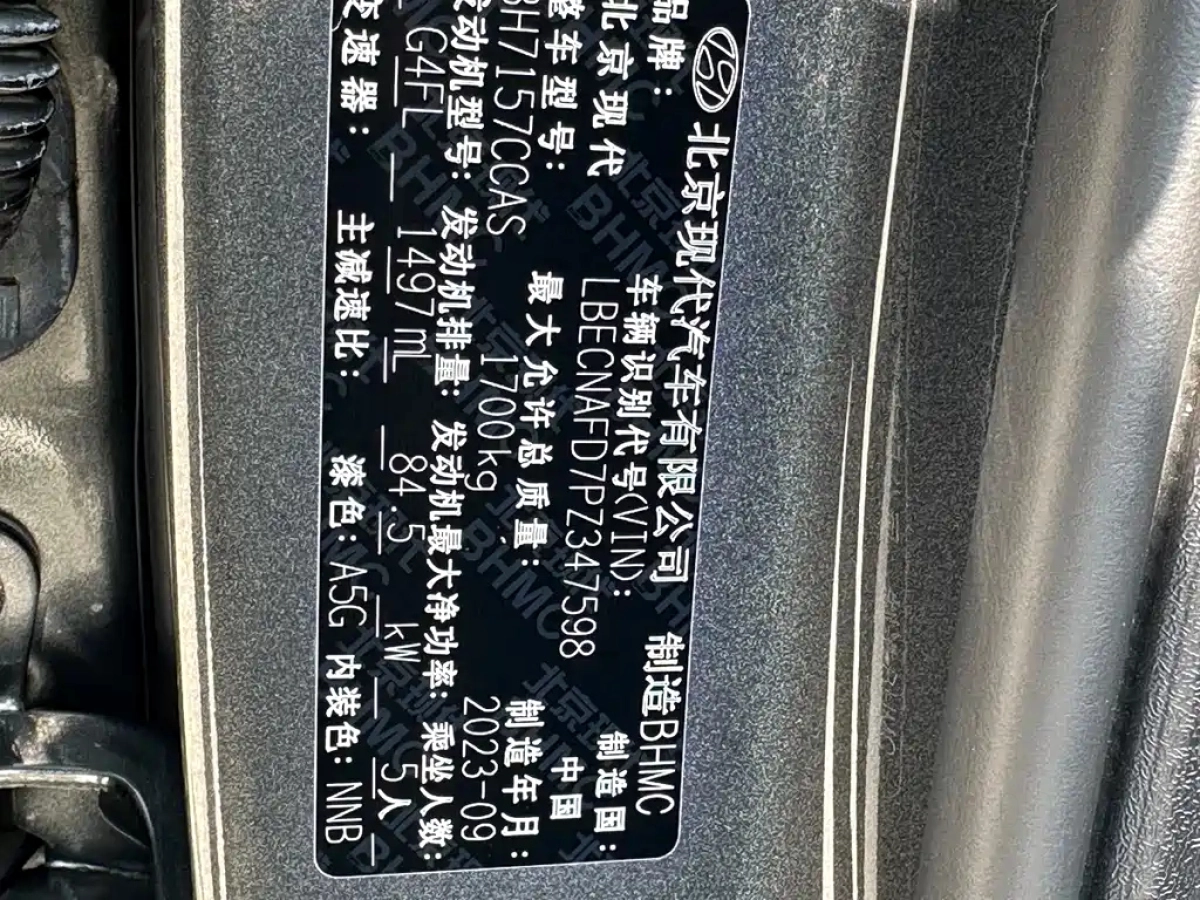 北京现代汽车有限公司 制造BHMC
品牌: 车辆识别代号(VIN): 制造国:
北京现代 LBECNAFD7PZ347598 中国
整车型号: 最大允许总质量: 制造年月:
BH7157CCAS 1700kg 2023-09
发动机型号: 发动机排量: 发动机最大净功率: 乘坐人数:
G4FL 1497 mL 84.5 kW 5人
变速器: 主减速比: 漆色: A5G 内装色: NNB